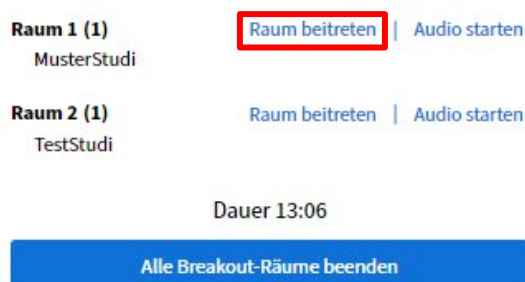 Raum 1 (1) Raum beitreten | Audio starten
MusterStudi
Raum 2 (1) Raum beitreten | Audio starten
TestStudi
Dauer 13:06
Alle Breakout-Räume beenden